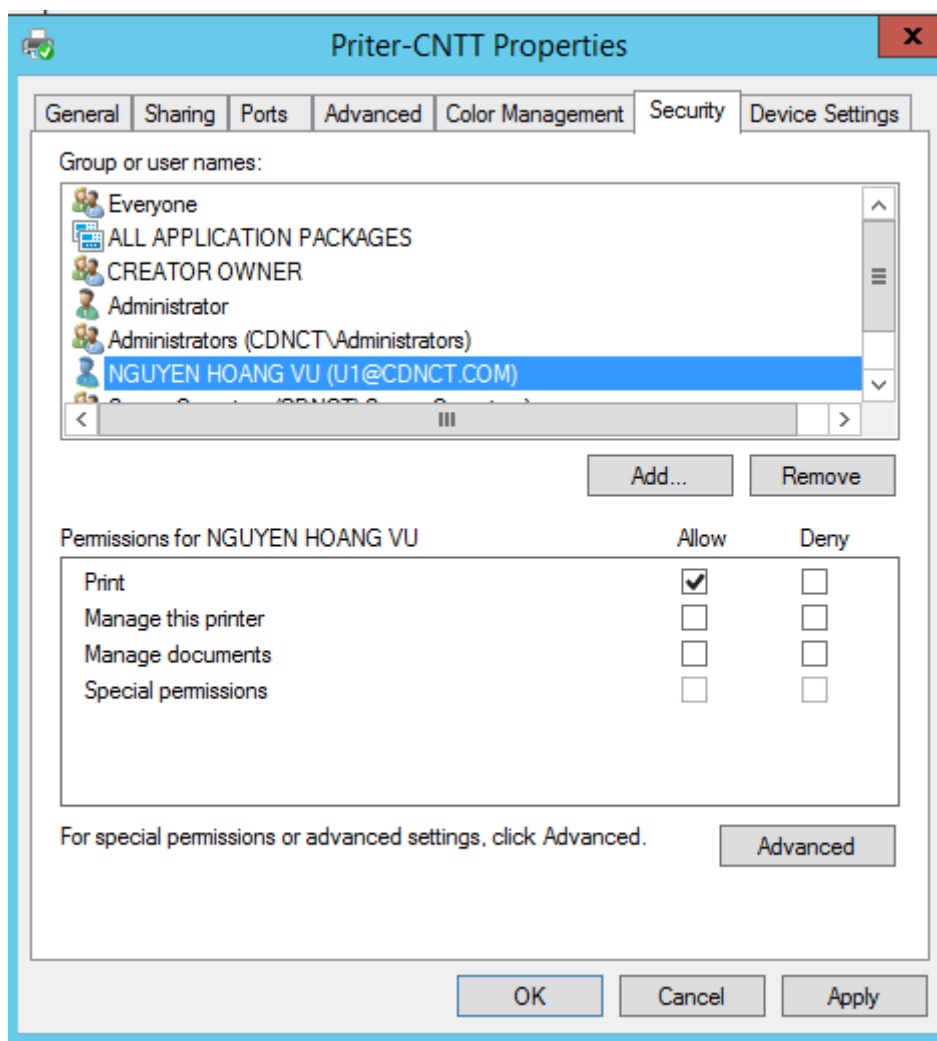 Priter-CNTT Properties
x
General Sharing Ports Advanced Color Management Security Device Settings
Group or user names:
Everyone
ALL APPLICATION PACKAGES
CREATOR OWNER
Administrator
Administrators (CDNCT\Administrators)
NGUYEN HOANG VU (U1@CDNCT.COM)
Add... Remove
Permissions for NGUYEN HOANG VU Allow Deny
Print
Manage this printer
Manage documents
Special permissions
For special permissions or advanced settings, click Advanced.
Advanced
OK Cancel Apply